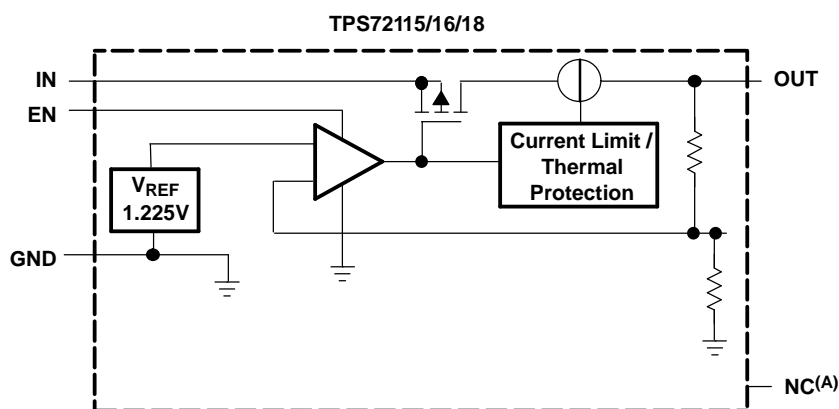 TPS72115/16/18
IN
OUT
EN
Current Limit /
Thermal
Protection
VREF
1.225V
GND
NC(A)